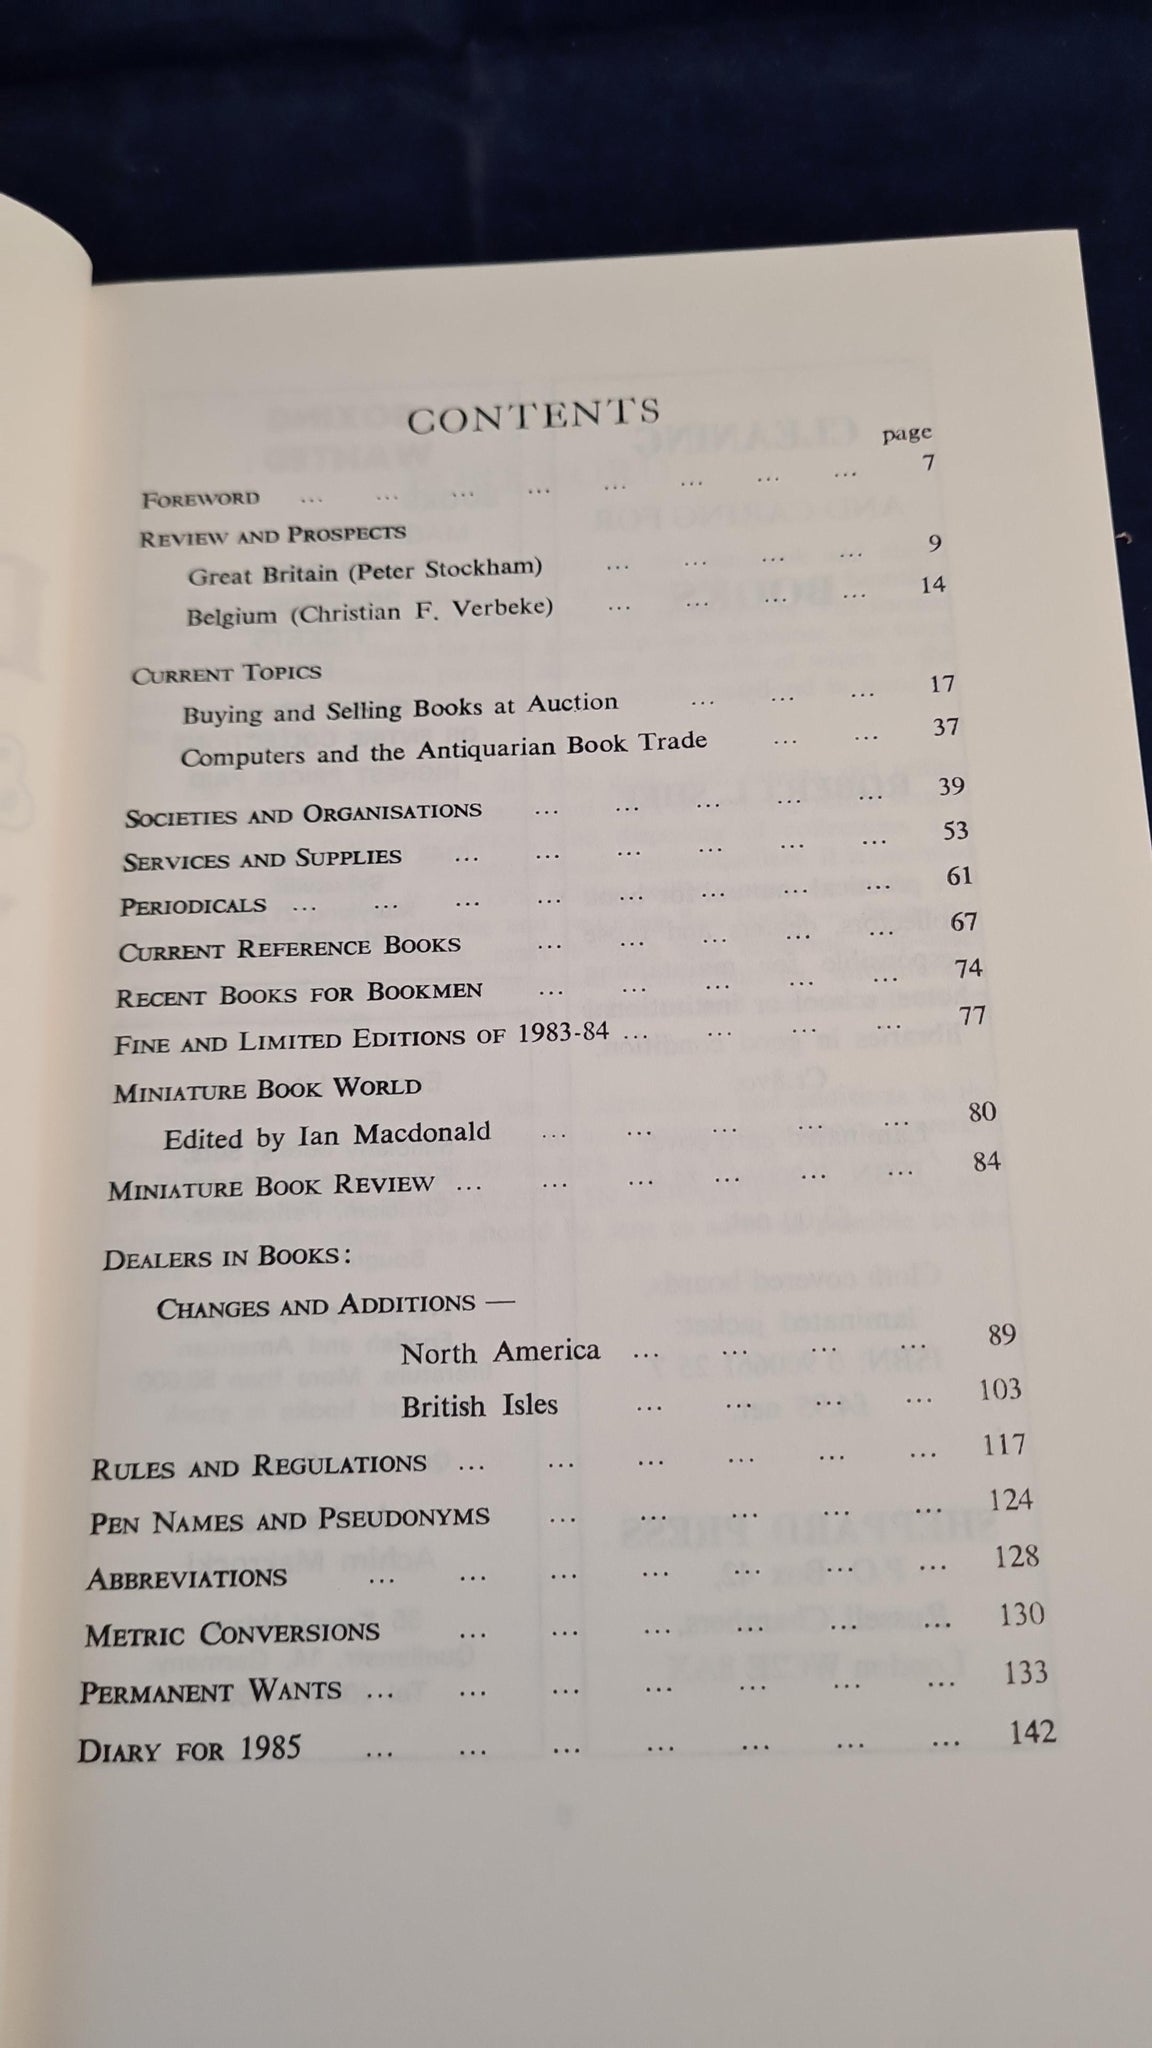 CONTENTS
page
FOREWORD ... ... ... ... ... ... ... ... 7
REVIEW AND PROSPECTS
Great Britain (Peter Stockham) ... ... ... ... 9
Belgium (Christian F. Verbeke) ... ... ... ... 14
CURRENT TOPICS
Buying and Selling Books at Auction ... ... ... 17
Computers and the Antiquarian Book Trade ... ... 37
SOCIETIES AND ORGANISATIONS ... ... ... ... ... 39
SERVICES AND SUPPLIES ... ... ... ... ... ... 53
PERIODICALS ... ... ... ... ... ... ... ... 61
CURRENT REFERENCE BOOKS ... ... ... ... ... 67
RECENT BOOKS FOR BOOKMEN ... ... ... ... ... 74
FINE AND LIMITED EDITIONS OF 1983-84 ... ... ... ... 77
MINIATURE BOOK WORLD
Edited by Ian Macdonald ... ... ... ... ... 80
MINIATURE BOOK REVIEW ... ... ... ... ... ... 84
DEALERS IN BOOKS:
CHANGES AND ADDITIONS —
North America ... ... ... ... 89
British Isles ... ... ... ... 103
RULES AND REGULATIONS ... ... ... ... ... ... 117
PEN NAMES AND PSEUDONYMS ... ... ... ... ... 124
ABBREVIATIONS ... ... ... ... ... ... ... 128
METRIC CONVERSIONS ... ... ... ... ... ... 130
PERMANENT WANTS ... ... ... ... ... ... ... 133
DIARY FOR 1985 ... ... ... ... ... ... ... 142